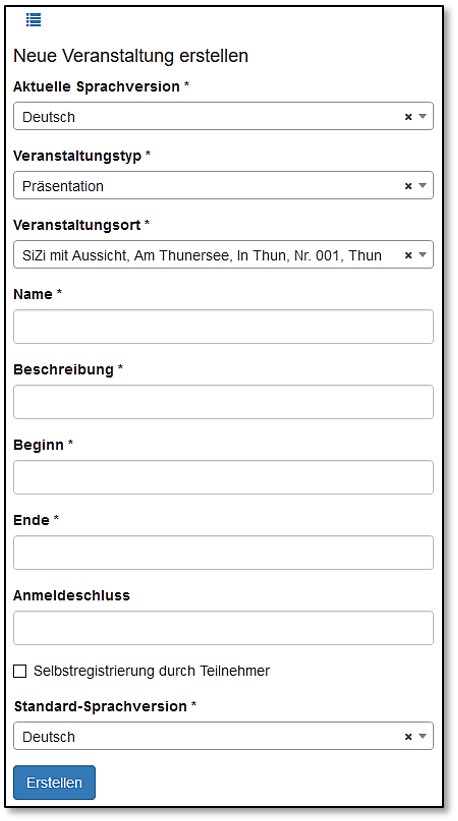 Neue Veranstaltung erstellen
Aktuelle Sprachversion *
Deutsch × 
Veranstaltungstyp *
Präsentation ×
Veranstaltungsort *
SiZi mit Aussicht, Am Thunersee, In Thun, Nr. 001, Thun ×
Name *
Beschreibung *
Beginn *
Ende *
Anmeldeschluss
Selbstregistrierung durch Teilnehmer
Standard-Sprachversion *
Deutsch ×
Erstellen